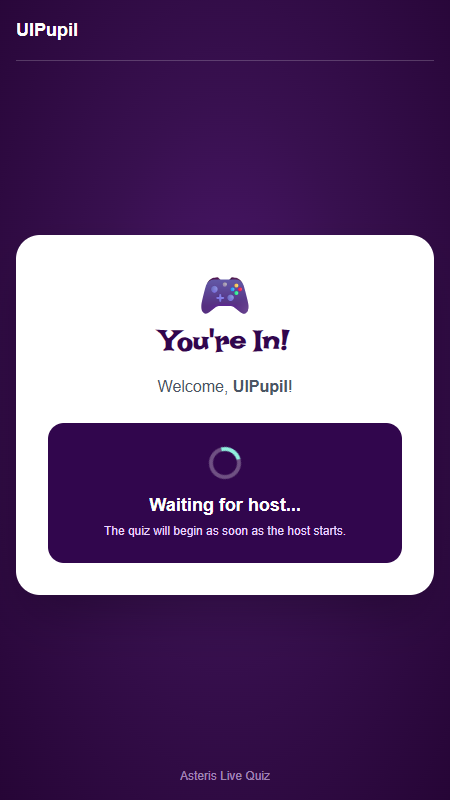 UIPupil
You're In!
Welcome, UIPupil!
Waiting for host...
The quiz will begin as soon as the host starts.
Asteris Live Quiz